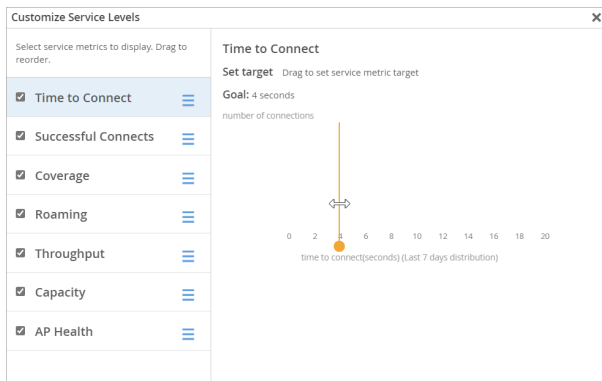 Customize Service Levels
Select service metrics to display. Drag to
reorder.
Time to Connect
Successful Connects
Coverage
Roaming
Throughput
Capacity
AP Health
Time to Connect
Set target Drag to set service metric target
Goal: 4 seconds
number of connections
0 2 4 6 8 10 12 14 16 18 20
time to connect(seconds) (Last 7 days distribution)